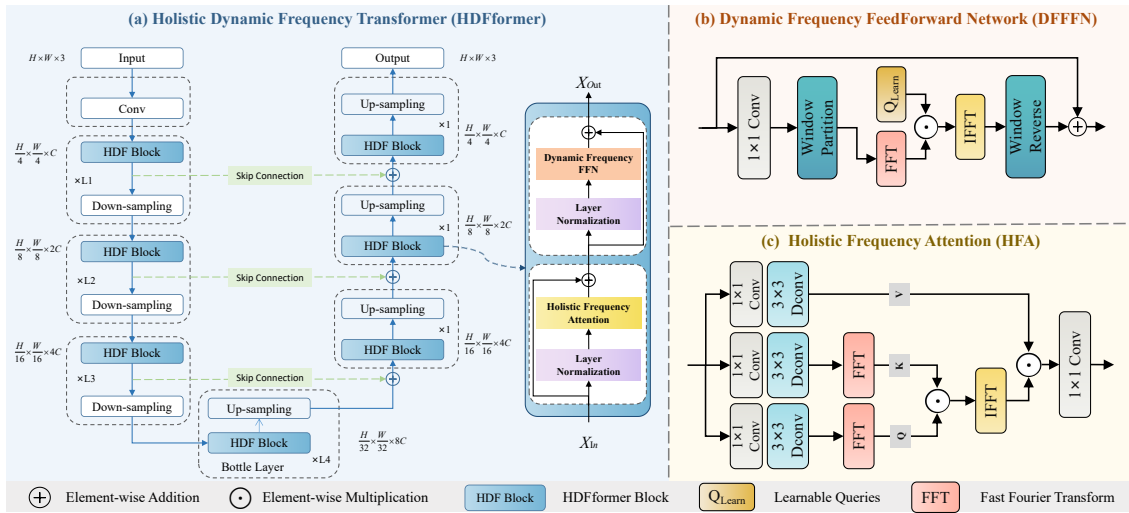 (a) Holistic Dynamic Frequency Transformer (HDFformer)
H×W×3
Input
Conv
H/4 × W/4 ×C
HDF Block
×L1
Down-sampling
H/8 × W/8 ×2C
HDF Block
×L2
Down-sampling
H/16 × W/16 ×4C
HDF Block
×L3
Down-sampling
Skip Connection
Skip Connection
Skip Connection
Up-sampling
HDF Block
×L4
Bottle Layer
H/32 × W/32 ×8C
Output
H×W×3
Up-sampling
×1
HDF Block
H/4 × W/4 ×C
Up-sampling
×1
HDF Block
H/8 × W/8 ×2C
Up-sampling
×1
HDF Block
H/16 × W/16 ×4C
XOut
Dynamic Frequency
FFN
Layer
Normalization
Holistic Frequency
Attention
Layer
Normalization
XIn
(b) Dynamic Frequency FeedForward Network (DFFFN)
1×1 Conv
Window
Partition
QLearn
FFT
IFFT
Window
Reverse
(c) Holistic Frequency Attention (HFA)
1×1
Conv
3×3
Dconv
V
1×1
Conv
3×3
Dconv
FFT
K
1×1
Conv
3×3
Dconv
FFT
Q
IFFT
1×1 Conv
Element-wise Addition
Element-wise Multiplication
HDF Block
HDFformer Block
QLearn
Learnable Queries
FFT
Fast Fourier Transform